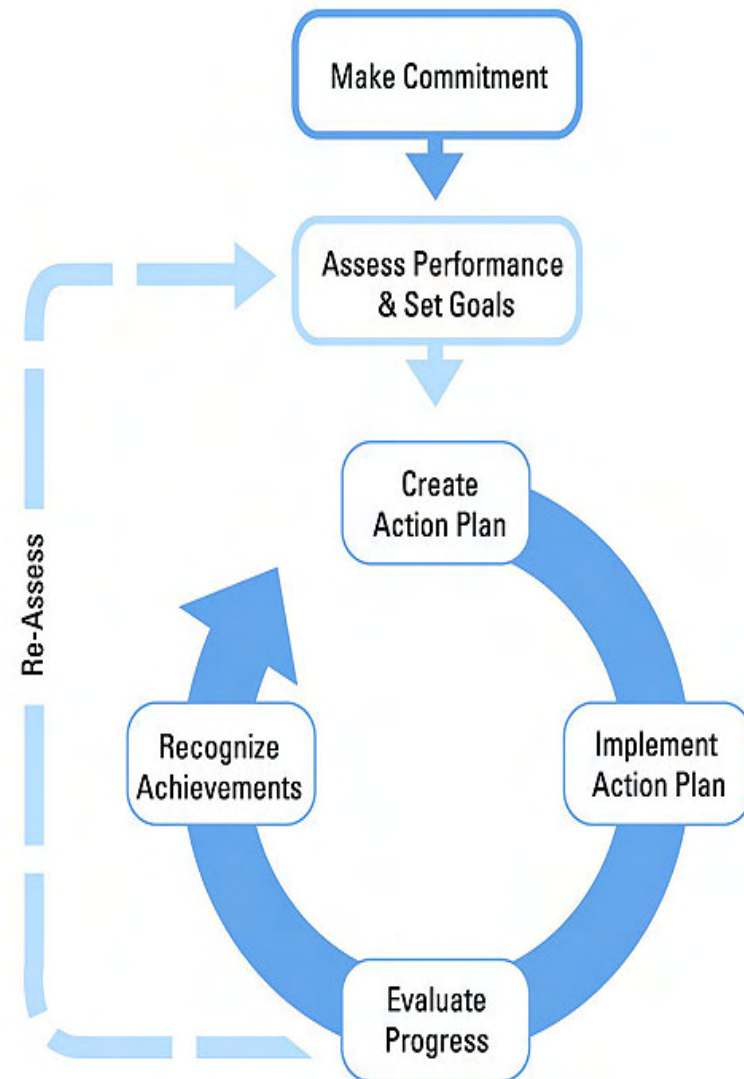 Make Commitment
Assess Performance
& Set Goals
Create
Action Plan
Re-Assess
Recognize
Achievements
Implement
Action Plan
Evaluate
Progress